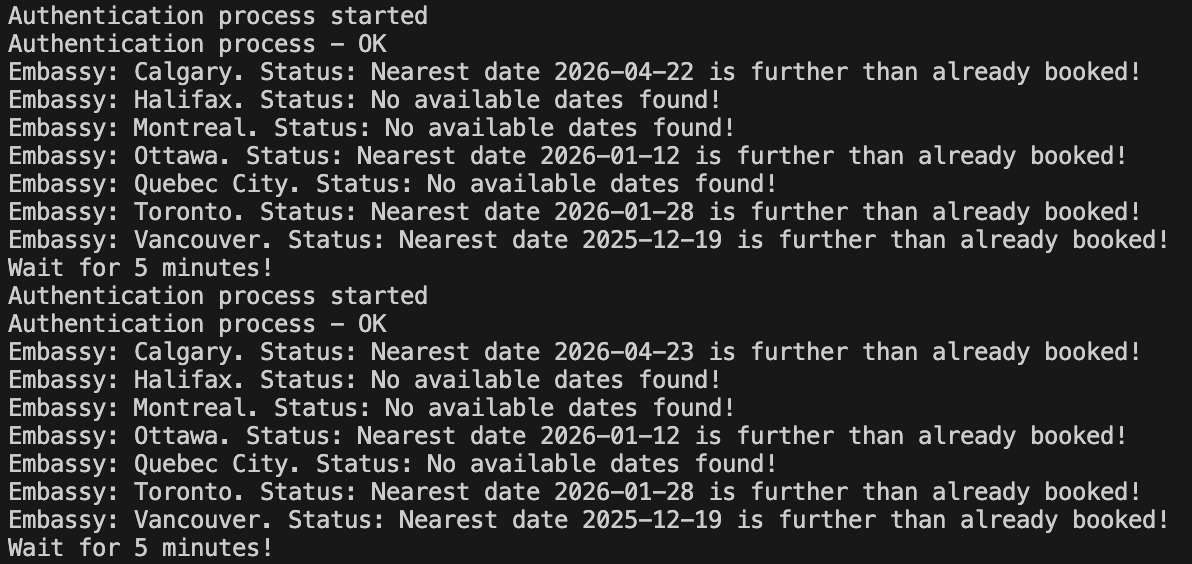 Authentication process started
Authentication process – OK
Embassy: Calgary. Status: Nearest date 2026–04–22 is further than already booked!
Embassy: Halifax. Status: No available dates found!
Embassy: Montreal. Status: No available dates found!
Embassy: Ottawa. Status: Nearest date 2026–01–12 is further than already booked!
Embassy: Quebec City. Status: No available dates found!
Embassy: Toronto. Status: Nearest date 2026–01–28 is further than already booked!
Embassy: Vancouver. Status: Nearest date 2025–12–19 is further than already booked!
Wait for 5 minutes!
Authentication process started
Authentication process – OK
Embassy: Calgary. Status: Nearest date 2026–04–23 is further than already booked!
Embassy: Halifax. Status: No available dates found!
Embassy: Montreal. Status: No available dates found!
Embassy: Ottawa. Status: Nearest date 2026–01–12 is further than already booked!
Embassy: Quebec City. Status: No available dates found!
Embassy: Toronto. Status: Nearest date 2026–01–28 is further than already booked!
Embassy: Vancouver. Status: Nearest date 2025–12–19 is further than already booked!
Wait for 5 minutes!